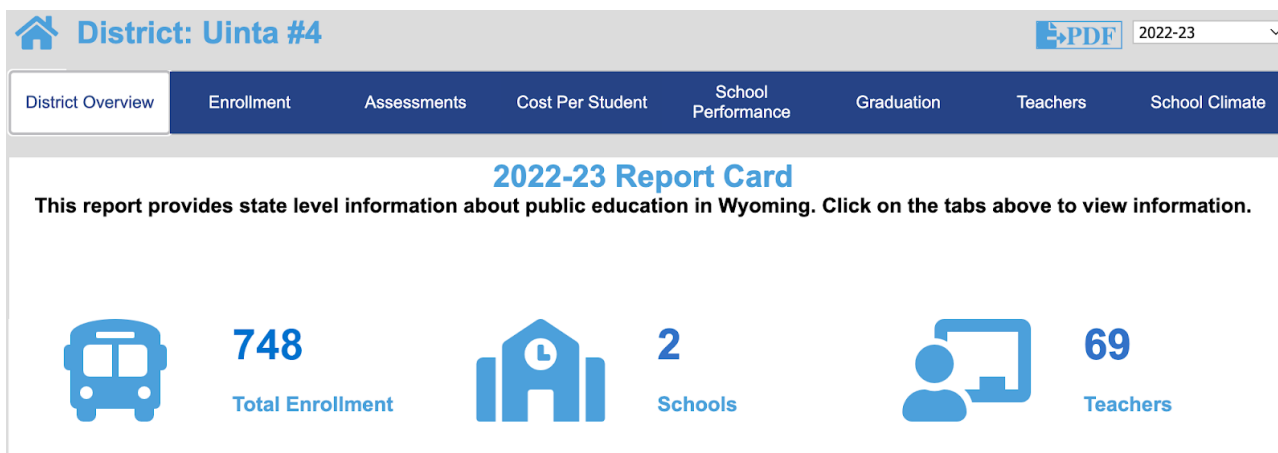 District: Uinta #4
PDF
2022-23
District Overview
Enrollment
Assessments
Cost Per Student
School
Performance
Graduation
Teachers
School Climate
2022-23 Report Card
This report provides state level information about public education in Wyoming. Click on the tabs above to view information.
748
Total Enrollment
2
Schools
69
Teachers